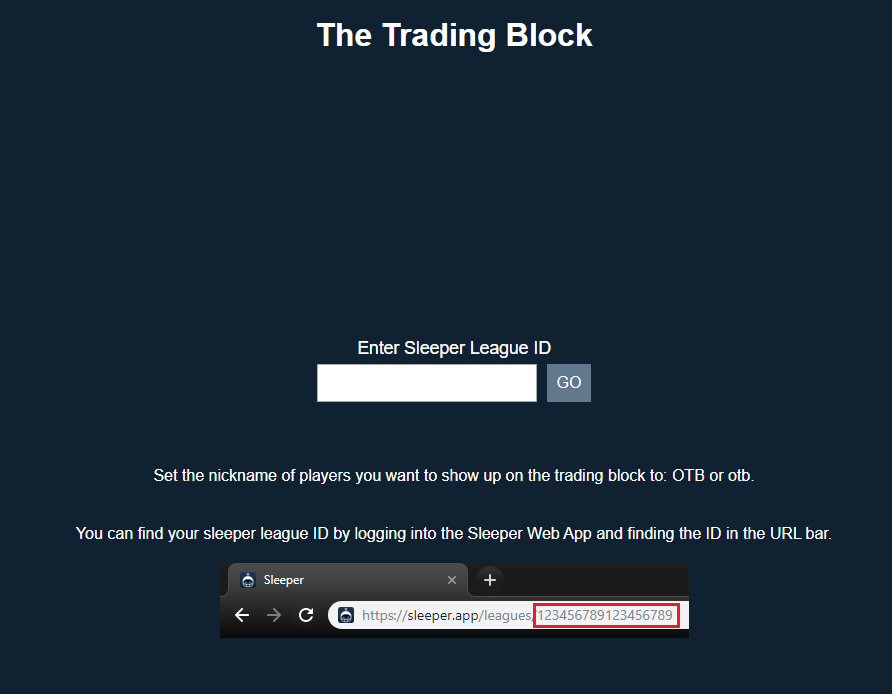 The Trading Block
Enter Sleeper League ID
GO
Set the nickname of players you want to show up on the trading block to: OTB or otb.
You can find your sleeper league ID by logging into the Sleeper Web App and finding the ID in the URL bar.
Sleeper
https://sleeper.app/leagues/123456789123456789